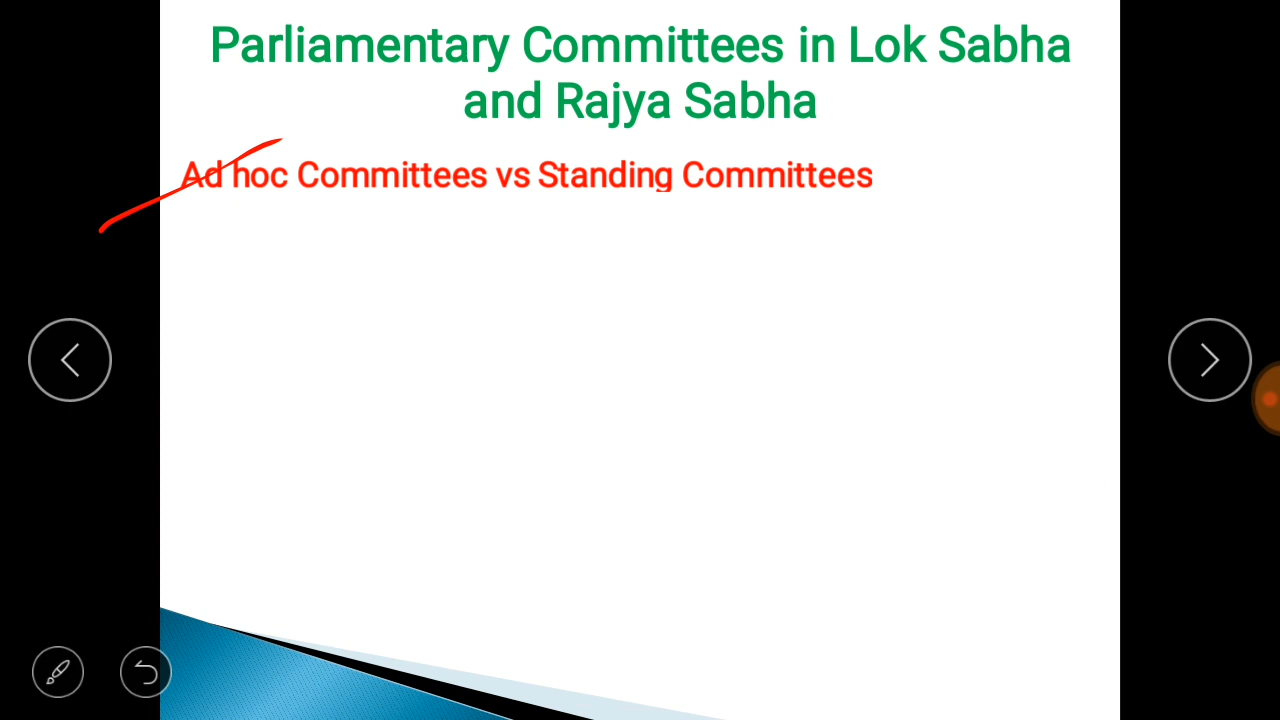 Parliamentary Committees in Lok Sabha
and Rajya Sabha
Ad hoc Committees vs Standing Committees